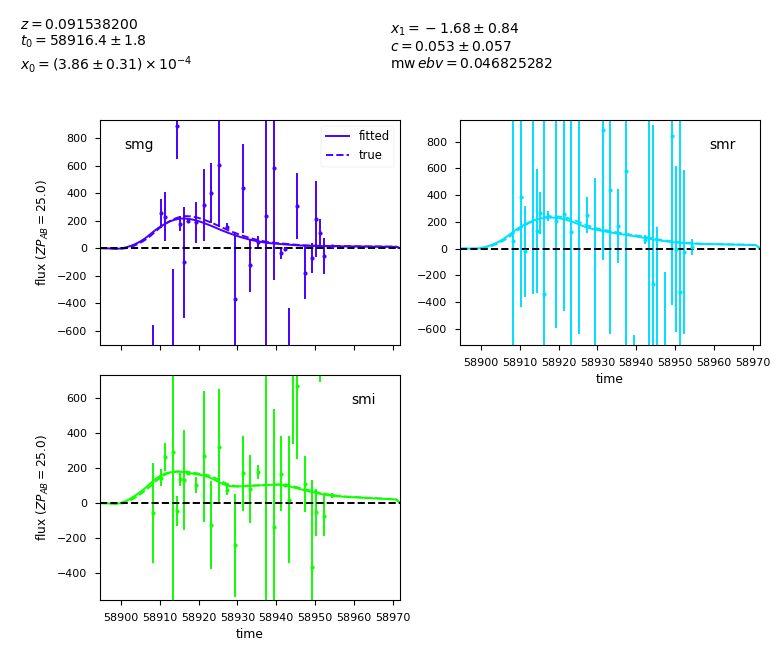 z = 0.091538200
t₀ = 58916.4 ± 1.8
x₀ = (3.86 ± 0.31) × 10⁻⁴
x₁ = −1.68 ± 0.84
c = 0.053 ± 0.057
mw ebv = 0.046825282
smg
fitted
true
800
600
400
200
0
−200
−400
−600
flux (ZP_AB = 25.0)
smr
800
600
400
200
0
−200
−400
−600
58900 58910 58920 58930 58940 58950 58960 58970
time
smi
600
400
200
0
−200
−400
flux (ZP_AB = 25.0)
58900 58910 58920 58930 58940 58950 58960 58970
time